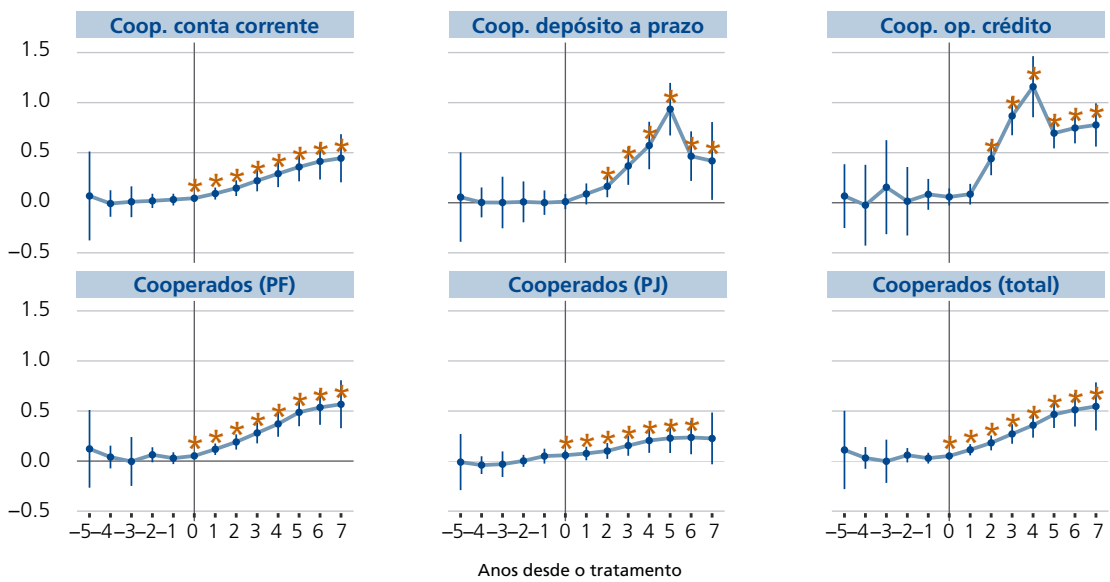 Coop. conta corrente
Coop. depósito a prazo
Coop. op. crédito
1.5
1.0
0.5
0.0
–0.5
Cooperados (PF)
Cooperados (PJ)
Cooperados (total)
1.5
1.0
0.5
0.0
–0.5
–5 –4 –3 –2 –1 0 1 2 3 4 5 6 7
–5 –4 –3 –2 –1 0 1 2 3 4 5 6 7
–5 –4 –3 –2 –1 0 1 2 3 4 5 6 7
Anos desde o tratamento